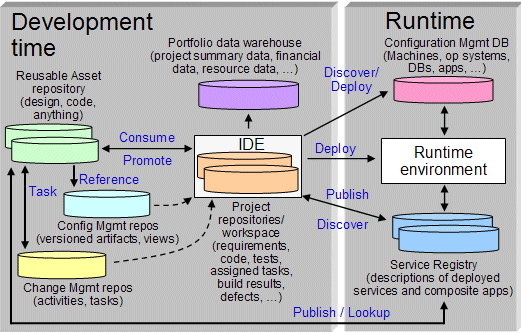 Development
time
Runtime
Portfolio data warehouse
(project summary data, financial
data, resource data, ...)
Configuration Mgmt DB
(Machines, op systems,
DBs, apps, ...)
Reusable Asset
repository
(design, code,
anything)
Discover/
Deploy
Consume
Promote
IDE
Deploy
Runtime
environment
Task
Reference
Publish
Discover
Config Mgmt repos
(versioned artifacts, views)
Project
repositories/
workspace
(requirements,
code, tests,
assigned tasks,
build results,
defects, ...)
Change Mgmt repos
(activities, tasks)
Service Registry
(descriptions of deployed
services and composite apps)
Publish / Lookup